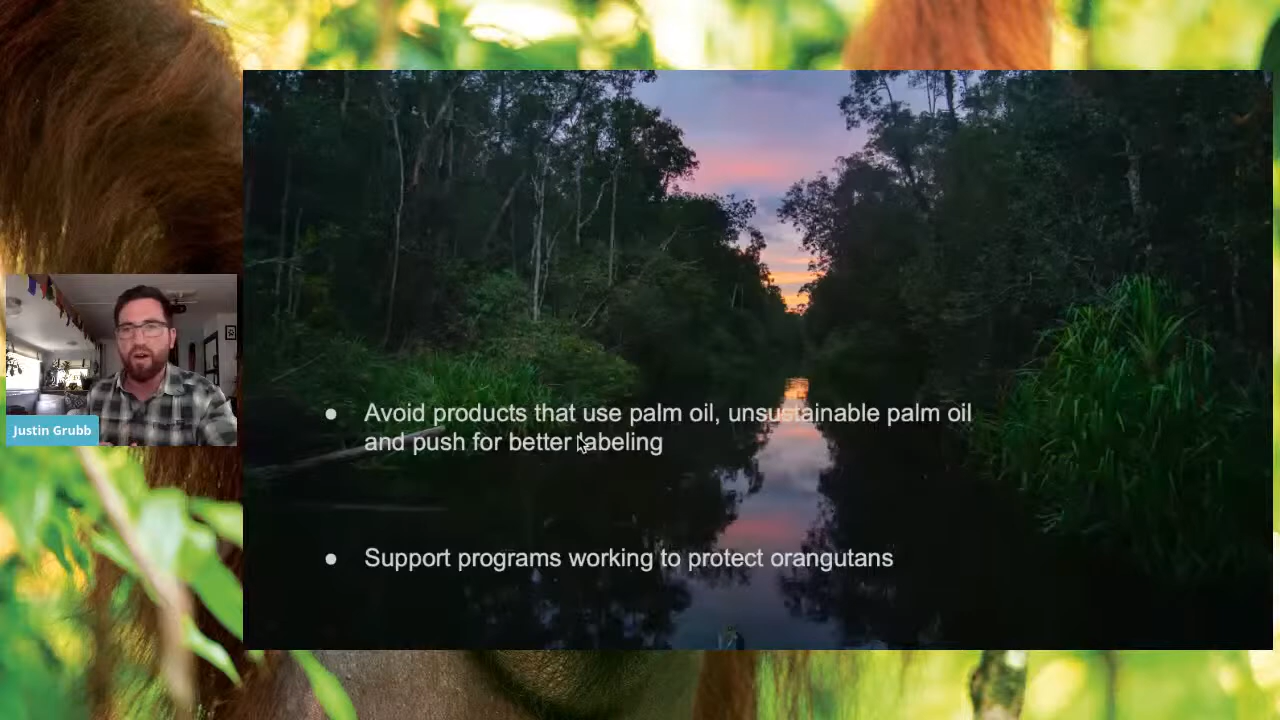 Justin Grubb
● Avoid products that use palm oil, unsustainable palm oil
and push for better labeling
● Support programs working to protect orangutans